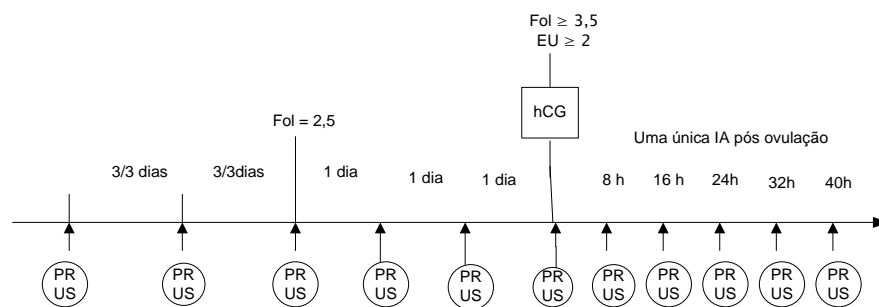 Fol ≥ 3,5
EU ≥ 2
hCG
Fol = 2,5
Uma única IA pós ovulação
3/3 dias
3/3dias
1 dia
1 dia
1 dia
8 h
16 h
24h
32h
40h
PR
US
PR
US
PR
US
PR
US
PR
US
PR
US
PR
US
PR
US
PR
US
PR
US
PR
US